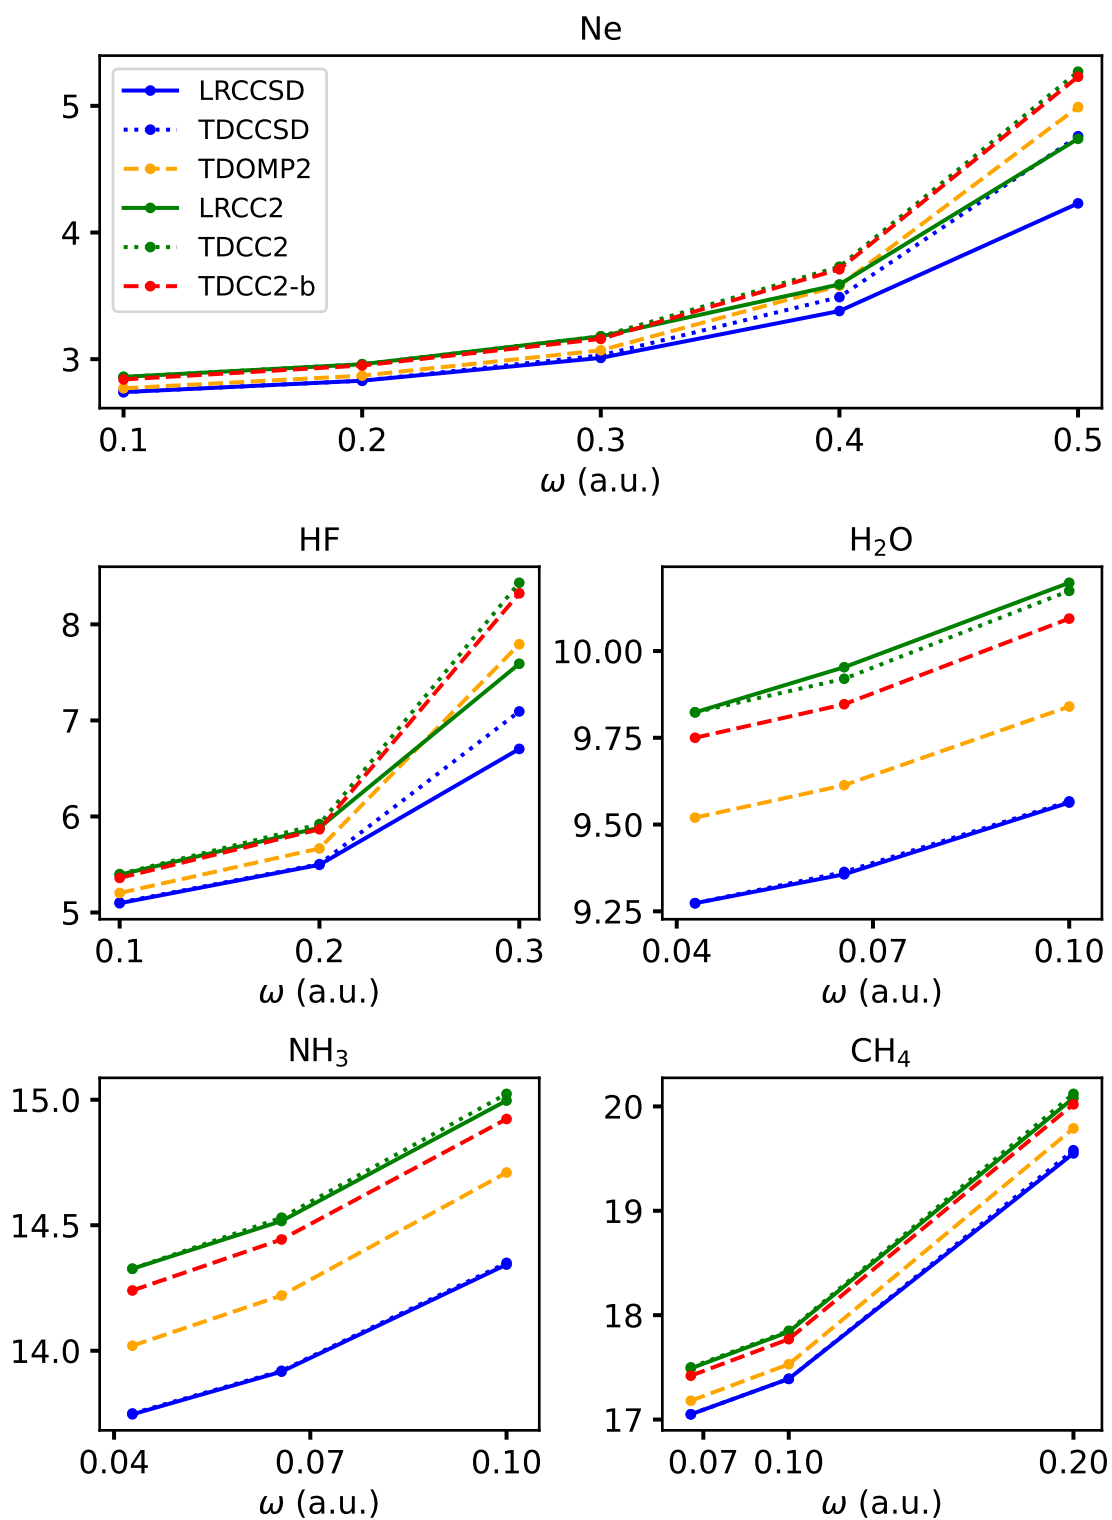 Ne
5
4
3
LRCCSD
TDCCSD
TDOMP2
LRCC2
TDCC2
TDCC2-b
0.1 0.2 0.3 0.4 0.5
ω (a.u.)
HF
8
7
6
5
0.1 0.2 0.3
ω (a.u.)
H₂O
10.00
9.75
9.50
9.25
0.04 0.07 0.10
ω (a.u.)
NH₃
15.0
14.5
14.0
0.04 0.07 0.10
ω (a.u.)
CH₄
20
19
18
17
0.07 0.10 0.20
ω (a.u.)